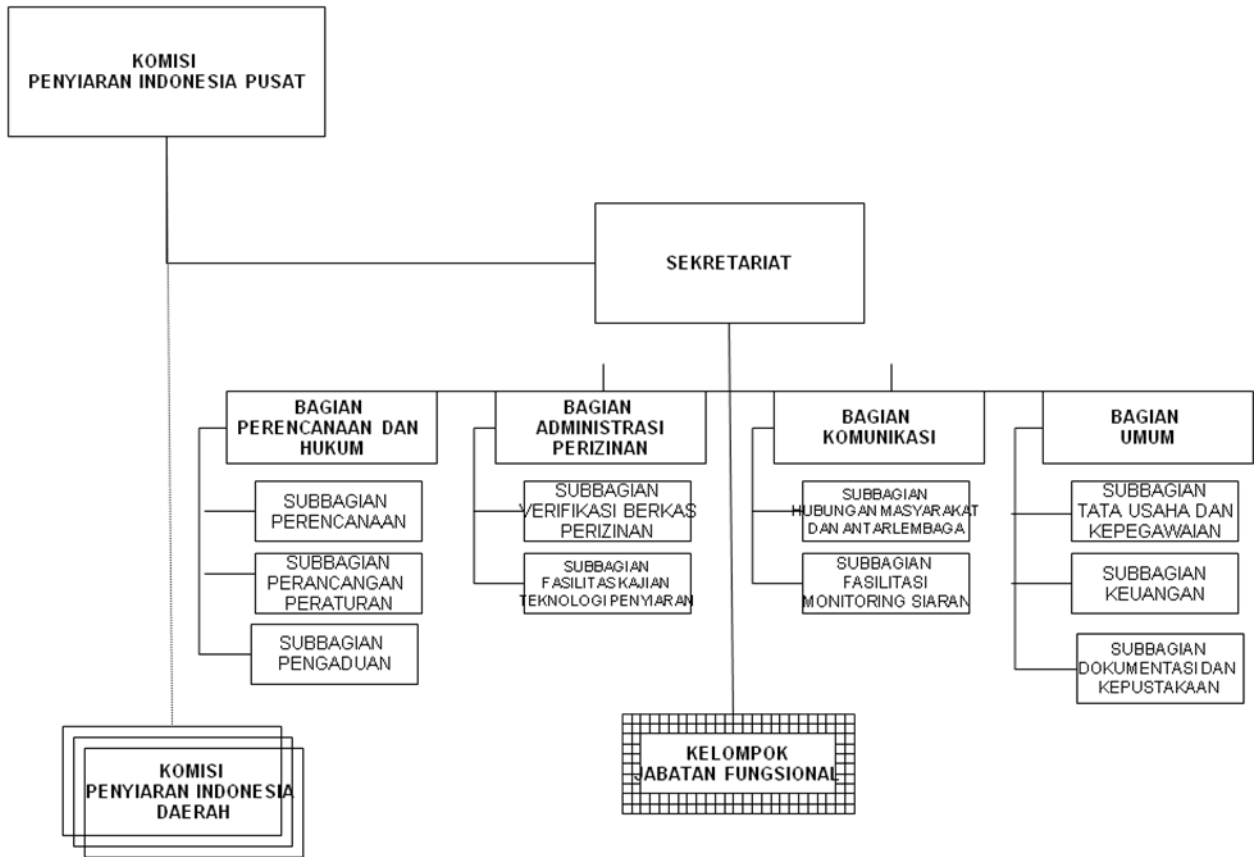 KOMISI
PENYIARAN INDONESIA PUSAT
SEKRETARIAT
BAGIAN
PERENCANAAN DAN
HUKUM
SUBBAGIAN
PERENCANAAN
SUBBAGIAN
PERANCANGAN
PERATURAN
SUBBAGIAN
PENGADUAN
BAGIAN
ADMINISTRASI
PERIZINAN
SUBBAGIAN
VERIFIKASI BERKAS
PERIZINAN
SUBBAGIAN
FASILITAS KAJIAN
TEKNOLOGI PENYIARAN
BAGIAN
KOMUNIKASI
SUBBAGIAN
HUBUNGAN MASYARAKAT
DAN ANTARLEMBAGA
SUBBAGIAN
FASILITASI
MONITORING SIARAN
BAGIAN
UMUM
SUBBAGIAN
TATA USAHA DAN
KEPEGAWAIAN
SUBBAGIAN
KEUANGAN
SUBBAGIAN
DOKUMENTASI DAN
KEPUSTAKAAN
KOMISI
PENYIARAN INDONESIA
DAERAH
KELOMPOK
JABATAN FUNGSIONAL